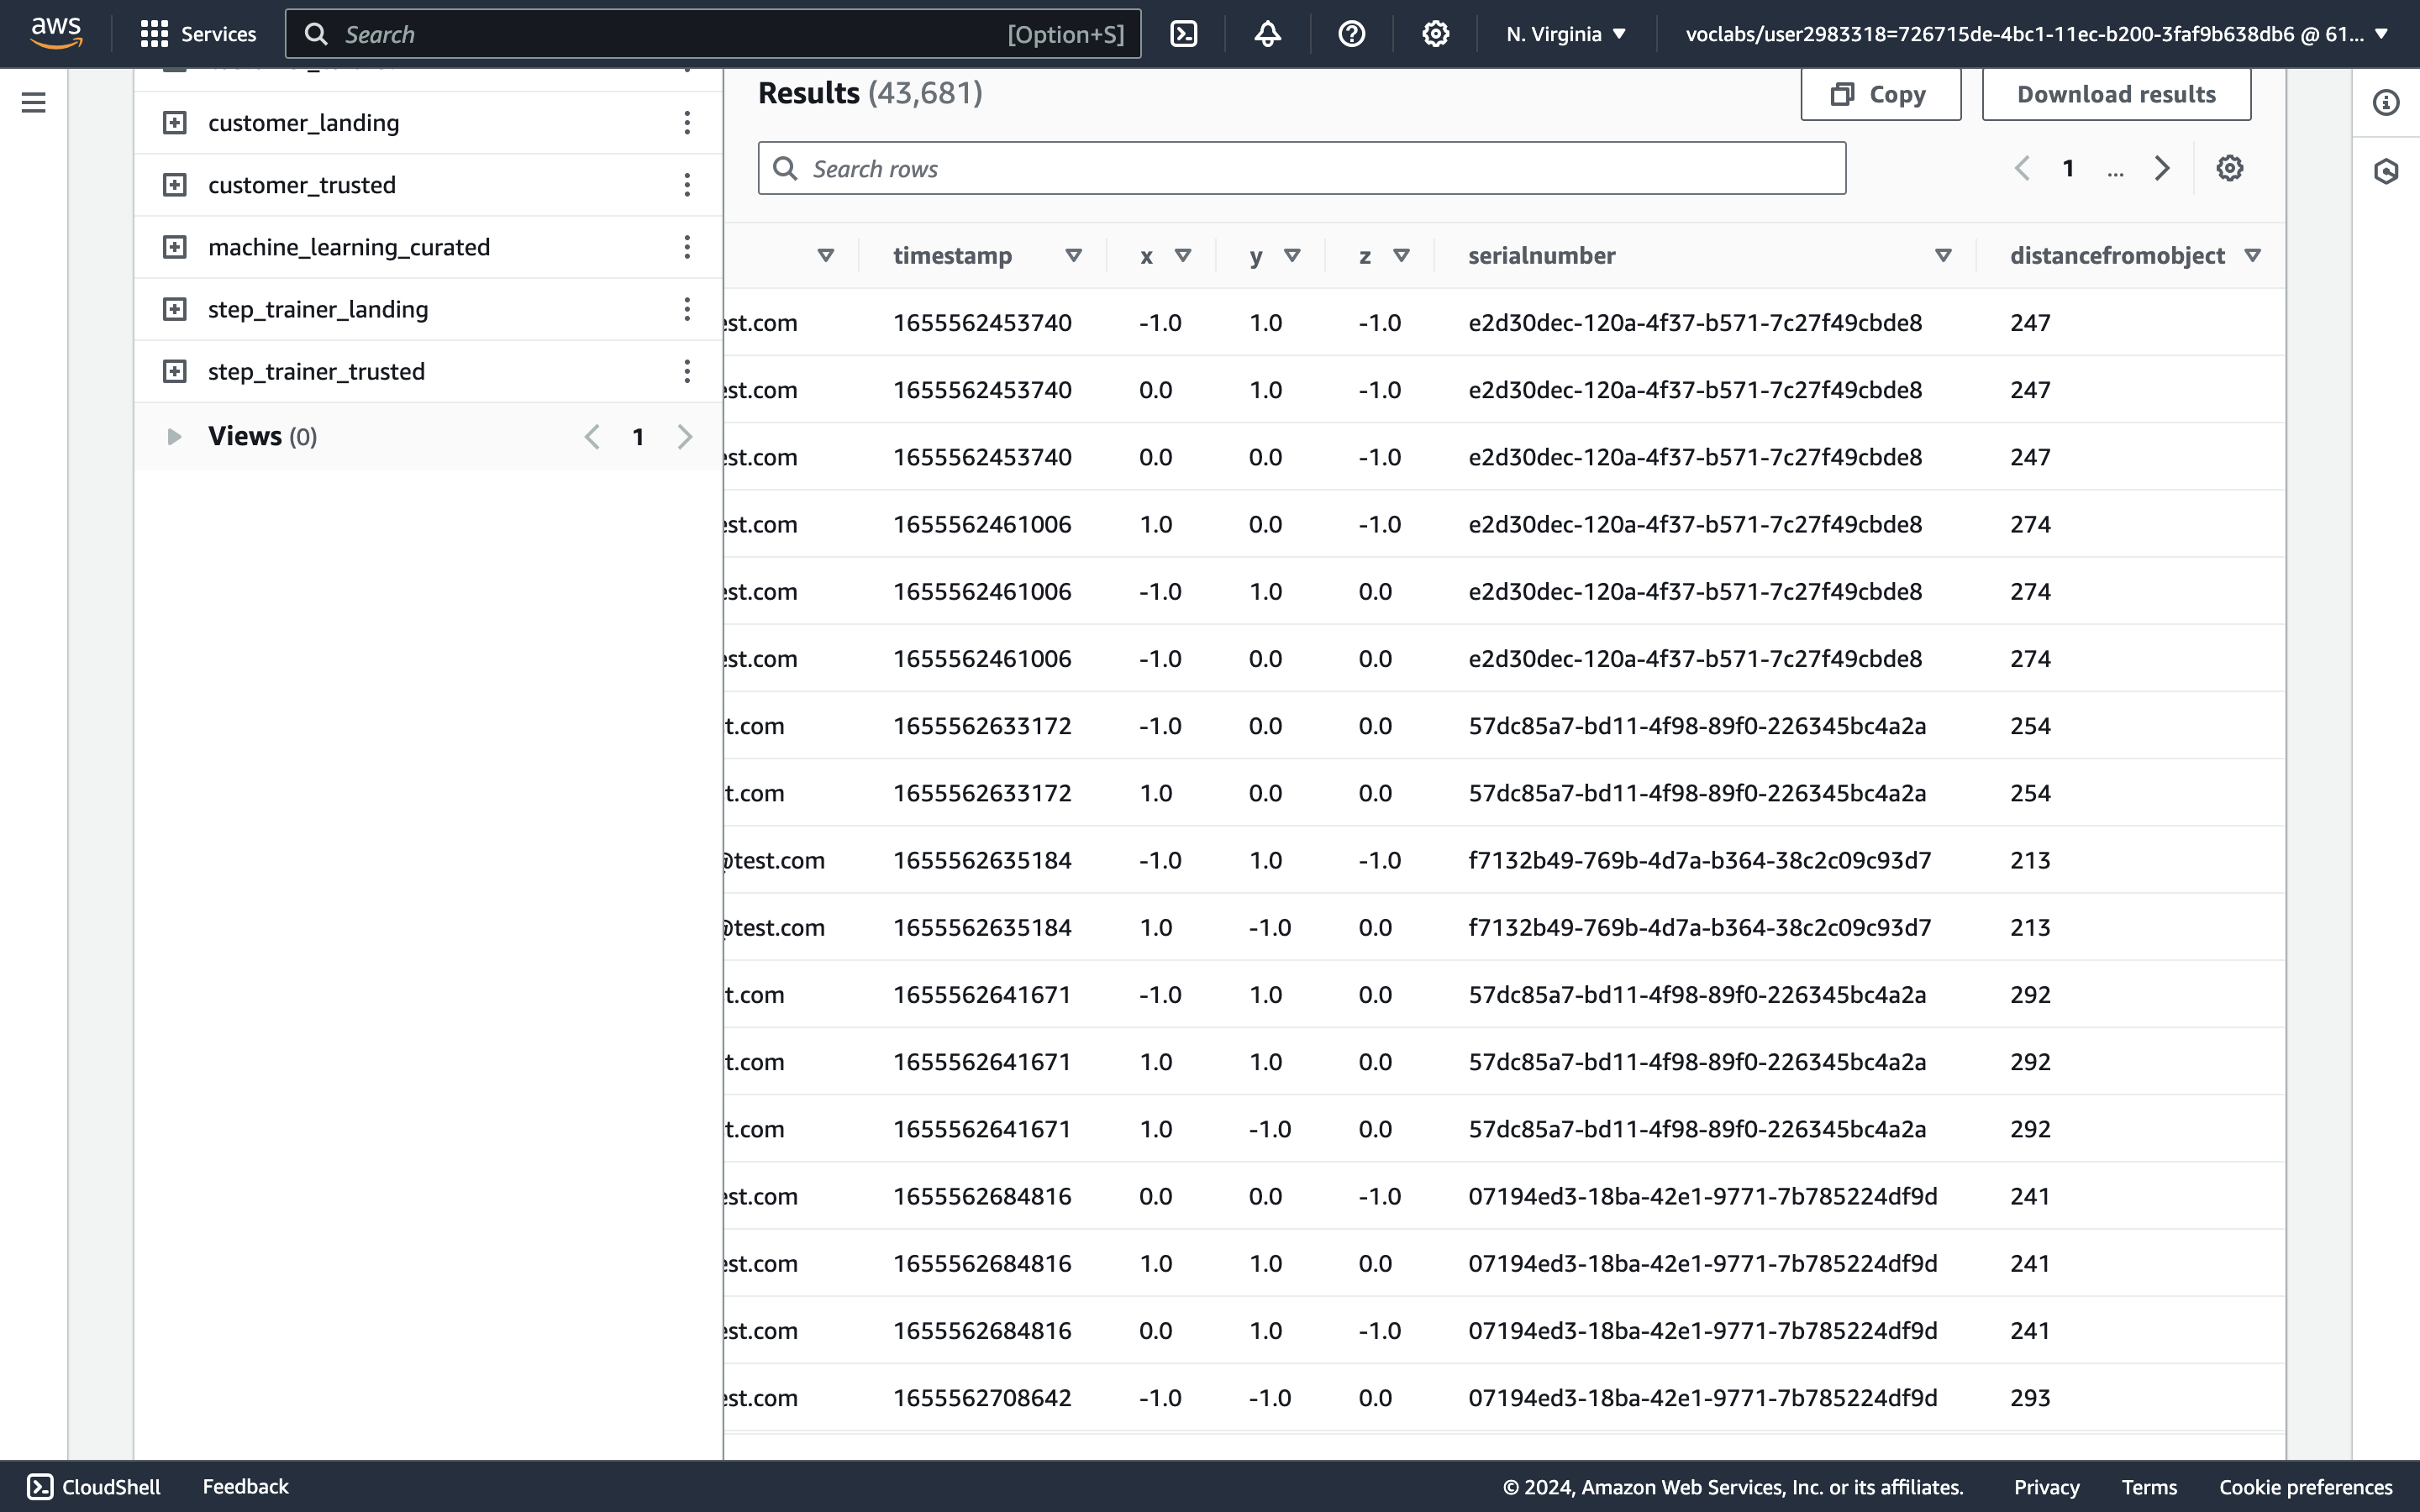 aws
Services
Search
[Option+S]
N. Virginia
voclabs/user2983318=726715de-4bc1-11ec-b200-3faf9b638db6 @ 61...
customer_landing
customer_trusted
machine_learning_curated
step_trainer_landing
step_trainer_trusted
Views (0)
1
Results (43,681)
Copy
Download results
Search rows
1 ...
timestamp x y z serialnumber distancefromobject
est.com 1655562453740 -1.0 1.0 -1.0 e2d30dec-120a-4f37-b571-7c27f49cbde8 247
est.com 1655562453740 0.0 1.0 -1.0 e2d30dec-120a-4f37-b571-7c27f49cbde8 247
est.com 1655562453740 0.0 0.0 -1.0 e2d30dec-120a-4f37-b571-7c27f49cbde8 247
est.com 1655562461006 1.0 0.0 -1.0 e2d30dec-120a-4f37-b571-7c27f49cbde8 274
est.com 1655562461006 -1.0 1.0 0.0 e2d30dec-120a-4f37-b571-7c27f49cbde8 274
est.com 1655562461006 -1.0 0.0 0.0 e2d30dec-120a-4f37-b571-7c27f49cbde8 274
t.com 1655562633172 -1.0 0.0 0.0 57dc85a7-bd11-4f98-89f0-226345bc4a2a 254
t.com 1655562633172 1.0 0.0 0.0 57dc85a7-bd11-4f98-89f0-226345bc4a2a 254
@test.com 1655562635184 -1.0 1.0 -1.0 f7132b49-769b-4d7a-b364-38c2c09c93d7 213
@test.com 1655562635184 1.0 -1.0 0.0 f7132b49-769b-4d7a-b364-38c2c09c93d7 213
t.com 1655562641671 -1.0 1.0 0.0 57dc85a7-bd11-4f98-89f0-226345bc4a2a 292
t.com 1655562641671 1.0 1.0 0.0 57dc85a7-bd11-4f98-89f0-226345bc4a2a 292
t.com 1655562641671 1.0 -1.0 0.0 57dc85a7-bd11-4f98-89f0-226345bc4a2a 292
est.com 1655562684816 0.0 0.0 -1.0 07194ed3-18ba-42e1-9771-7b785224df9d 241
est.com 1655562684816 1.0 1.0 0.0 07194ed3-18ba-42e1-9771-7b785224df9d 241
est.com 1655562684816 0.0 1.0 -1.0 07194ed3-18ba-42e1-9771-7b785224df9d 241
est.com 1655562708642 -1.0 -1.0 0.0 07194ed3-18ba-42e1-9771-7b785224df9d 293
CloudShell
Feedback
© 2024, Amazon Web Services, Inc. or its affiliates.
Privacy
Terms
Cookie preferences